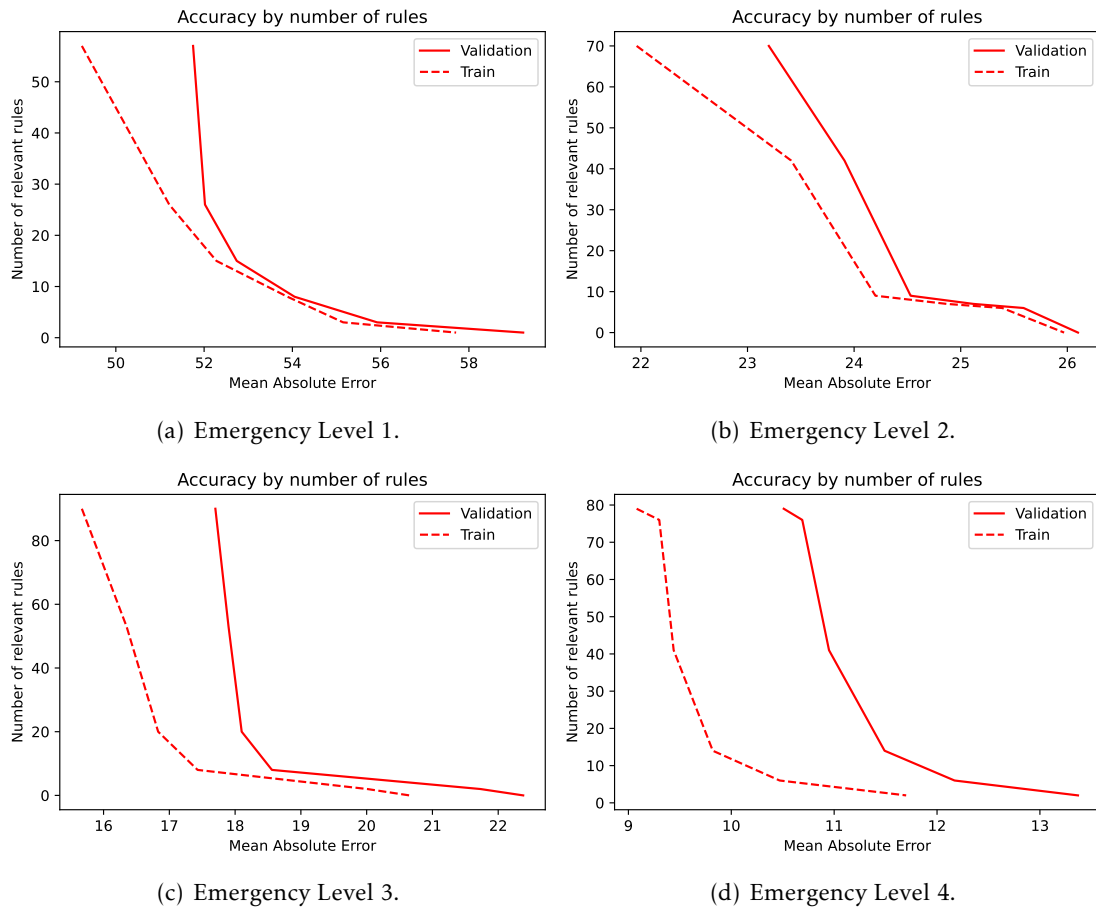 Accuracy by number of rules
Validation
Train
50
40
30
20
10
0
Number of relevant rules
50 52 54 56 58
Mean Absolute Error
(a) Emergency Level 1.
Accuracy by number of rules
Validation
Train
70
60
50
40
30
20
10
0
Number of relevant rules
22 23 24 25 26
Mean Absolute Error
(b) Emergency Level 2.
Accuracy by number of rules
Validation
Train
80
60
40
20
0
Number of relevant rules
16 17 18 19 20 21 22
Mean Absolute Error
(c) Emergency Level 3.
Accuracy by number of rules
Validation
Train
80
70
60
50
40
30
20
10
0
Number of relevant rules
9 10 11 12 13
Mean Absolute Error
(d) Emergency Level 4.